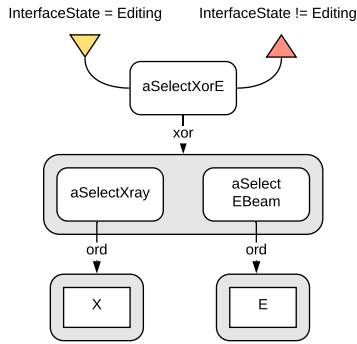 InterfaceState = Editing
InterfaceState != Editing
aSelectXorE
xor
aSelectXray
aSelect
EBeam
ord
ord
X
E